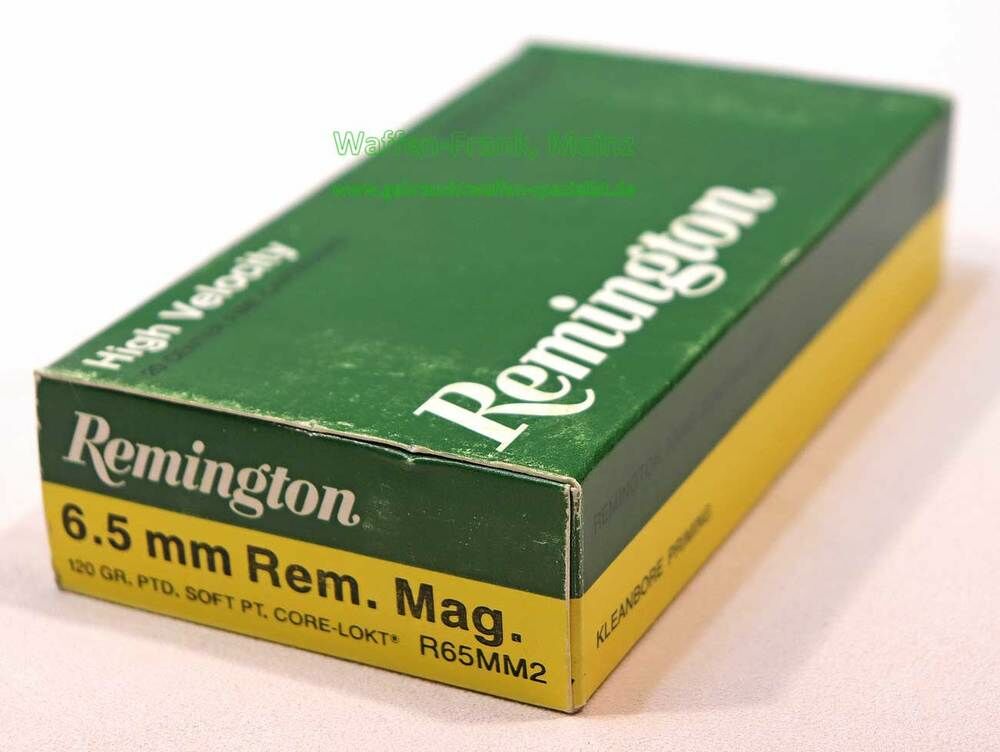 Waffen-Frank, Mainz
High Velocity
Remington
Remington
6.5 mm Rem. Mag.
120 GR. PTD. SOFT PT. CORE-LOKT®
R65MM2
REMINGTON
KLEANBORE PRIMING